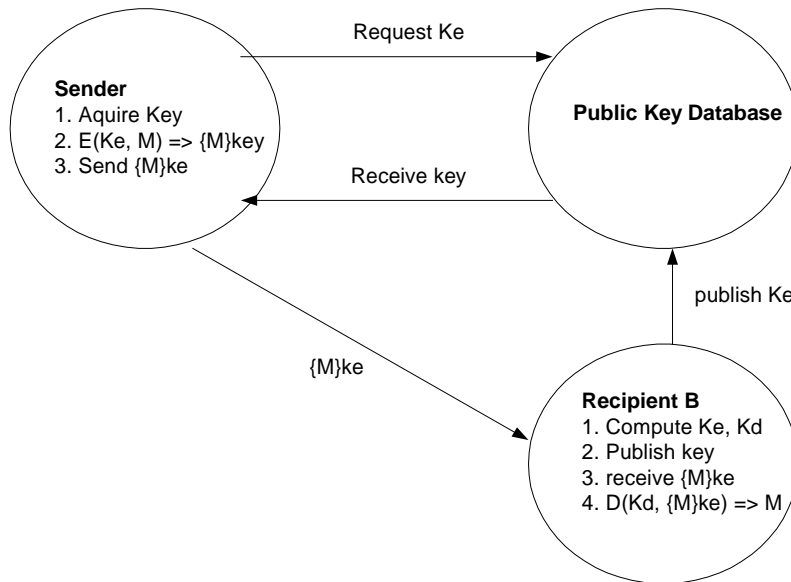 Request Ke
Sender
1. Aquire Key
2. E(Ke, M) => {M}key
3. Send {M}ke
Public Key Database
Receive key
publish Ke
{M}ke
Recipient B
1. Compute Ke, Kd
2. Publish key
3. receive {M}ke
4. D(Kd, {M}ke) => M